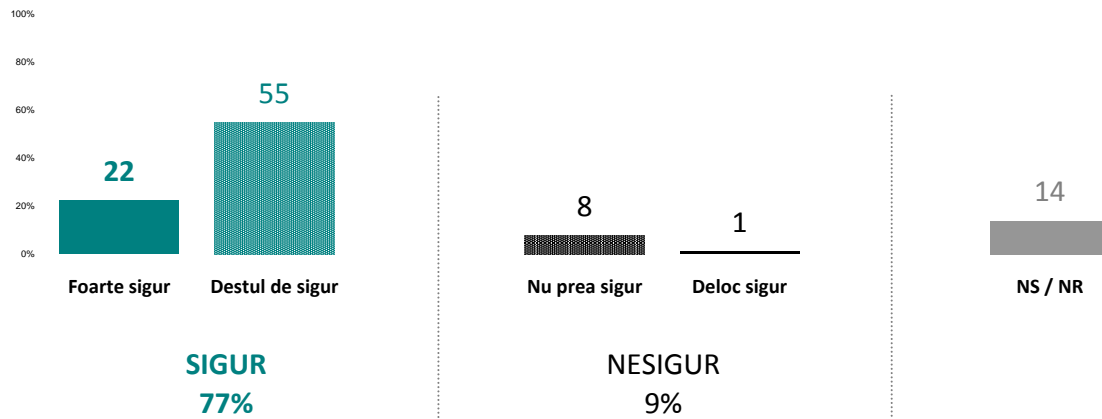 100%
80%
60%
40%
20%
0%
22
55
8
1
14
Foarte sigur
Destul de sigur
Nu prea sigur
Deloc sigur
NS / NR
SIGUR
77%
NESIGUR
9%